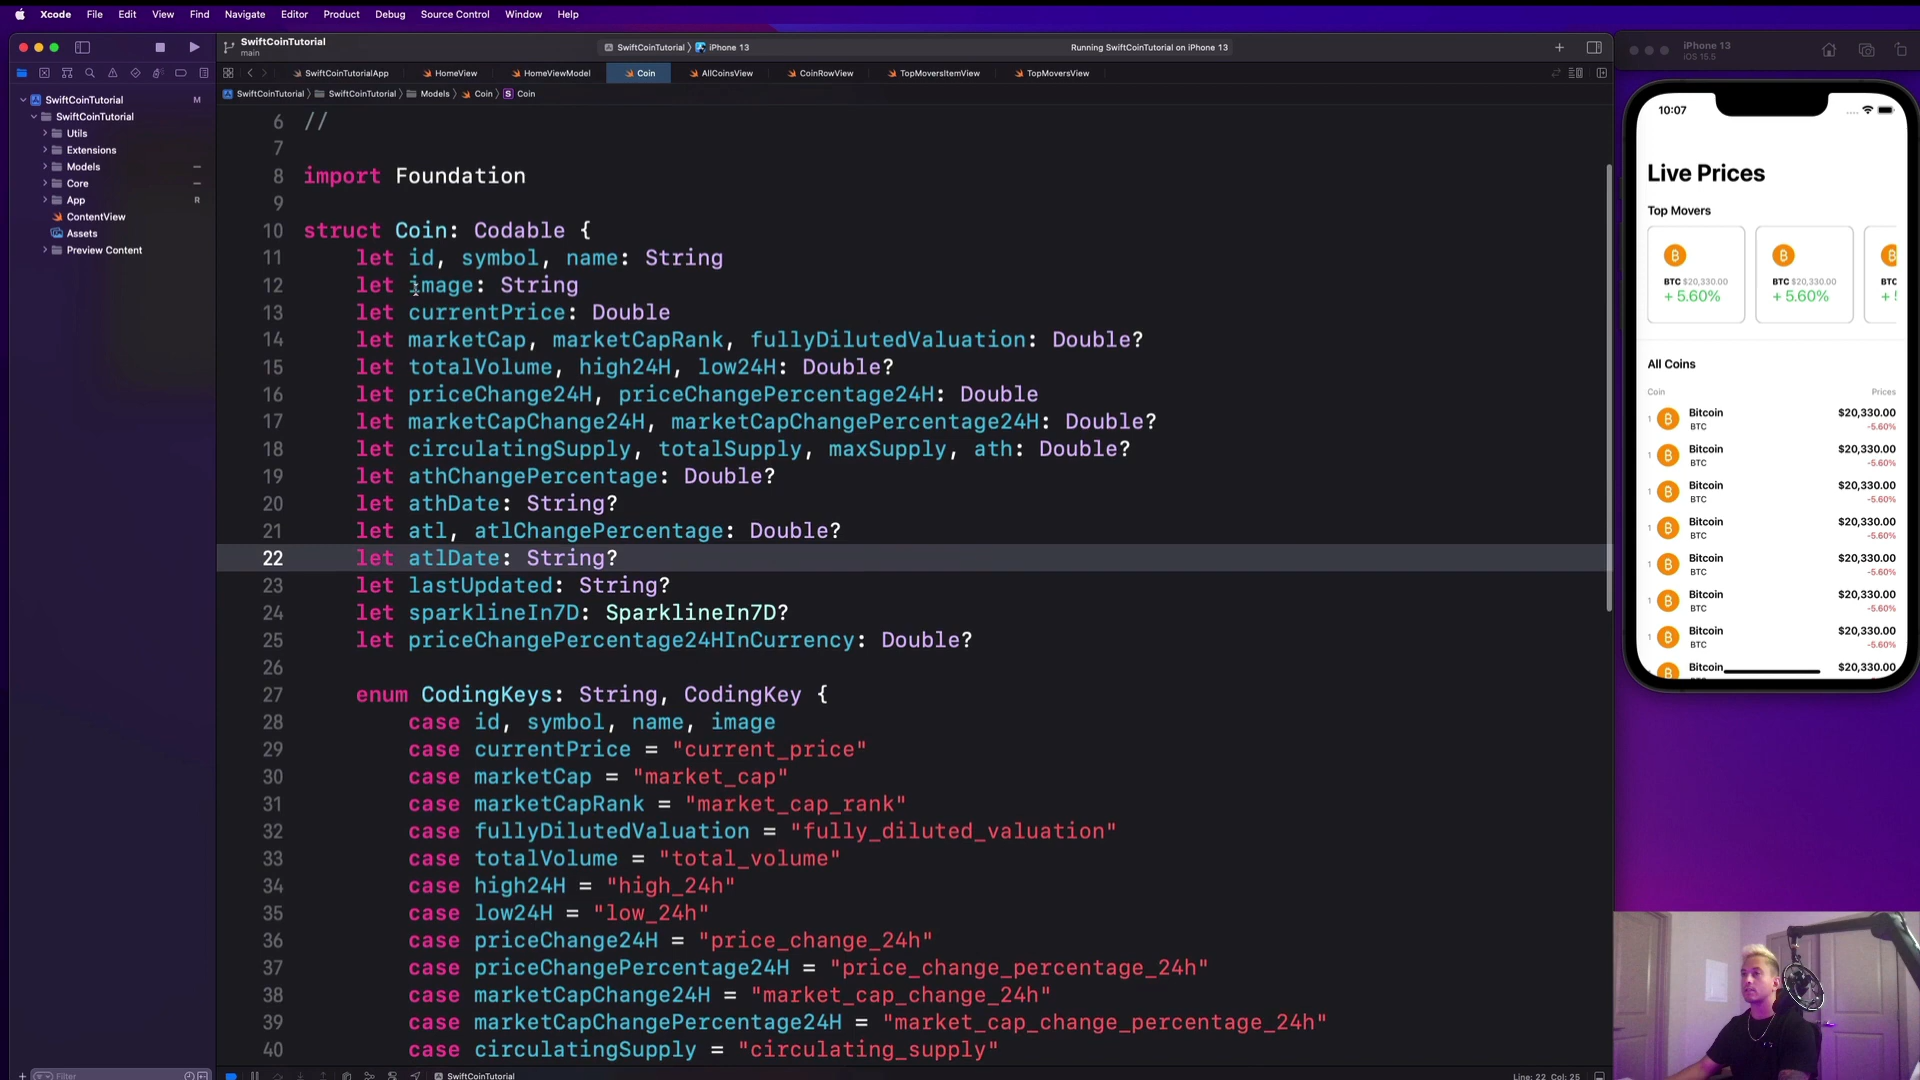 Xcode File Edit View Find Navigate Editor Product Debug Source Control Window Help
SwiftCoinTutorial
main
SwiftCoinTutorial 〉 iPhone 13
Running SwiftCoinTutorial on iPhone 13
SwiftCoinTutorialApp HomeView HomeViewModel Coin AllCoinsView CoinRowView TopMoversItemView TopMoversView
SwiftCoinTutorial 〉 SwiftCoinTutorial 〉 Models 〉 Coin 〉 S Coin
SwiftCoinTutorial M
SwiftCoinTutorial
Utils
Extensions
Models
Core
App R
ContentView
Assets
Preview Content
Filter
6 //
7
8 import Foundation
9
10 struct Coin: Codable {
11 let id, symbol, name: String
12 let image: String
13 let currentPrice: Double
14 let marketCap, marketCapRank, fullyDilutedValuation: Double?
15 let totalVolume, high24H, low24H: Double?
16 let priceChange24H, priceChangePercentage24H: Double
17 let marketCapChange24H, marketCapChangePercentage24H: Double?
18 let circulatingSupply, totalSupply, maxSupply, ath: Double?
19 let athChangePercentage: Double?
20 let athDate: String?
21 let atl, atlChangePercentage: Double?
22 let atlDate: String?
23 let lastUpdated: String?
24 let sparklineIn7D: SparklineIn7D?
25 let priceChangePercentage24HInCurrency: Double?
26
27 enum CodingKeys: String, CodingKey {
28 case id, symbol, name, image
29 case currentPrice = "current_price"
30 case marketCap = "market_cap"
31 case marketCapRank = "market_cap_rank"
32 case fullyDilutedValuation = "fully_diluted_valuation"
33 case totalVolume = "total_volume"
34 case high24H = "high_24h"
35 case low24H = "low_24h"
36 case priceChange24H = "price_change_24h"
37 case priceChangePercentage24H = "price_change_percentage_24h"
38 case marketCapChange24H = "market_cap_change_24h"
39 case marketCapChangePercentage24H = "market_cap_change_percentage_24h"
40 case circulatingSupply = "circulating_supply"
SwiftCoinTutorial
Line: 22 Col: 25
iPhone 13
iOS 15.5
10:07
Live Prices
Top Movers
BTC $20,330.00 BTC $20,330.00 BTC
+ 5.60% + 5.60% + 5
All Coins
Coin Prices
1 Bitcoin $20,330.00
BTC -5.60%
1 Bitcoin $20,330.00
BTC -5.60%
1 Bitcoin $20,330.00
BTC -5.60%
1 Bitcoin $20,330.00
BTC -5.60%
1 Bitcoin $20,330.00
BTC -5.60%
1 Bitcoin $20,330.00
BTC -5.60%
1 Bitcoin $20,330.00
BTC -5.60%
Bitcoin $20,330.00